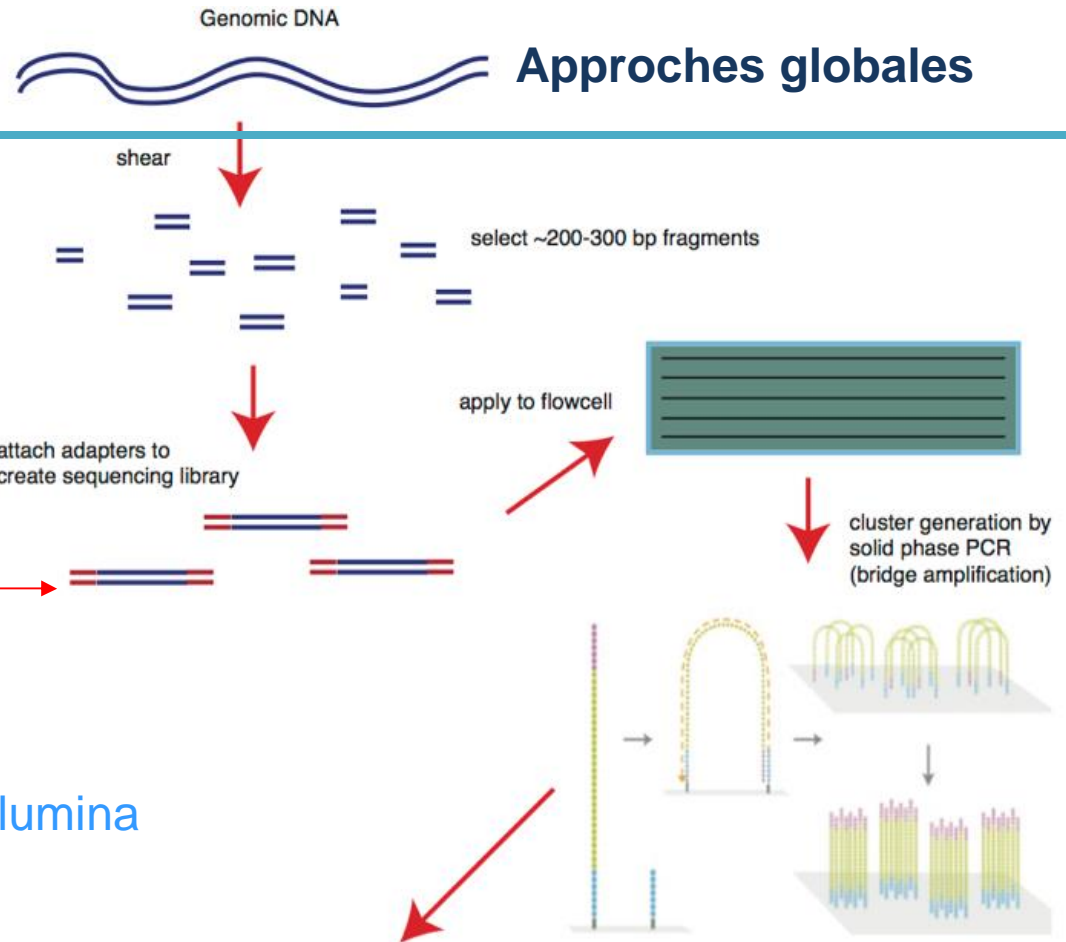 Genomic DNA
Approches globales
shear
select ~200-300 bp fragments
attach adapters to
create sequencing library
apply to flowcell
cluster generation by
solid phase PCR
(bridge amplification)
lumina